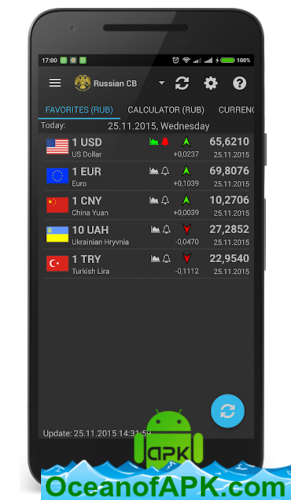 17:00
Russian CB
FAVORITES (RUB) CALCULATOR (RUB) CURRENC
Today: 25.11.2015, Wednesday
1 USD 65,6210
US Dollar +0,0237 25.11.2015
1 EUR 69,8076
Euro +0,1039 25.11.2015
1 CNY 10,2706
China Yuan +0,0039 25.11.2015
10 UAH 27,2852
Ukrainian Hryvnia -0,0470 25.11.2015
1 TRY 22,9540
Turkish Lira -0,1112 25.11.2015
Update: 25.11.2015 14:31:59
apk
OceanofAPK.com